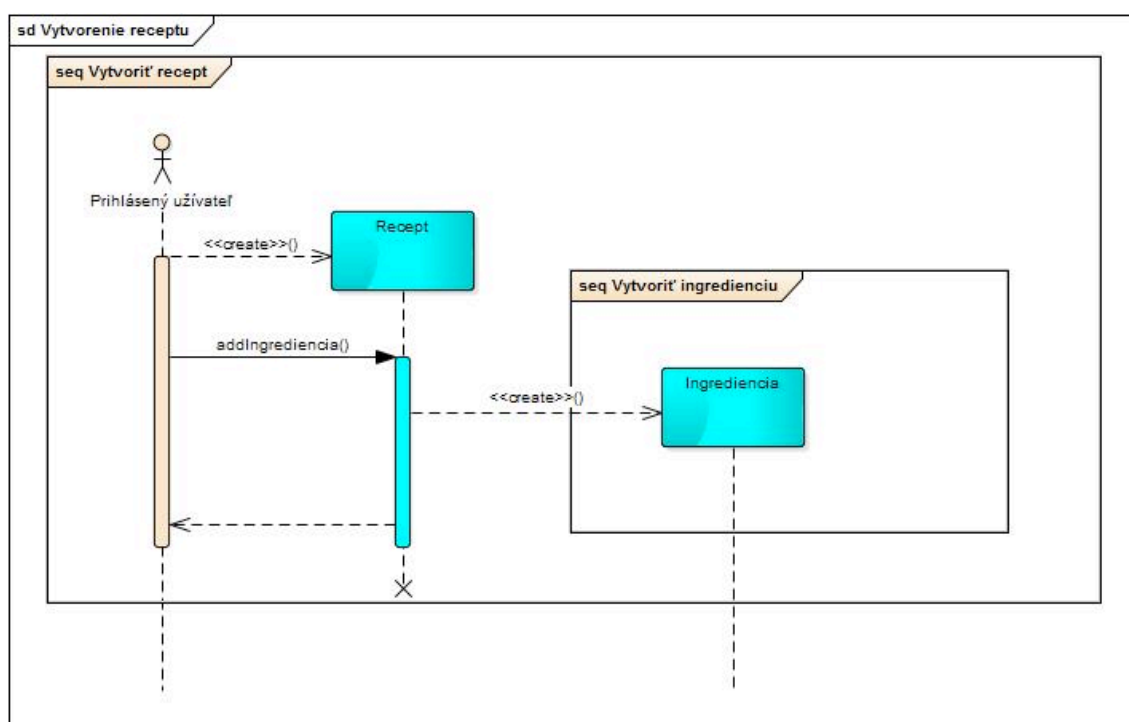 sd Vytvorenie receptu
seq Vytvoriť recept
Prihlásený užívateľ
Recept
<<create>>()
seq Vytvoriť ingredienciu
addIngrediencia()
Ingrediencia
<<create>>()